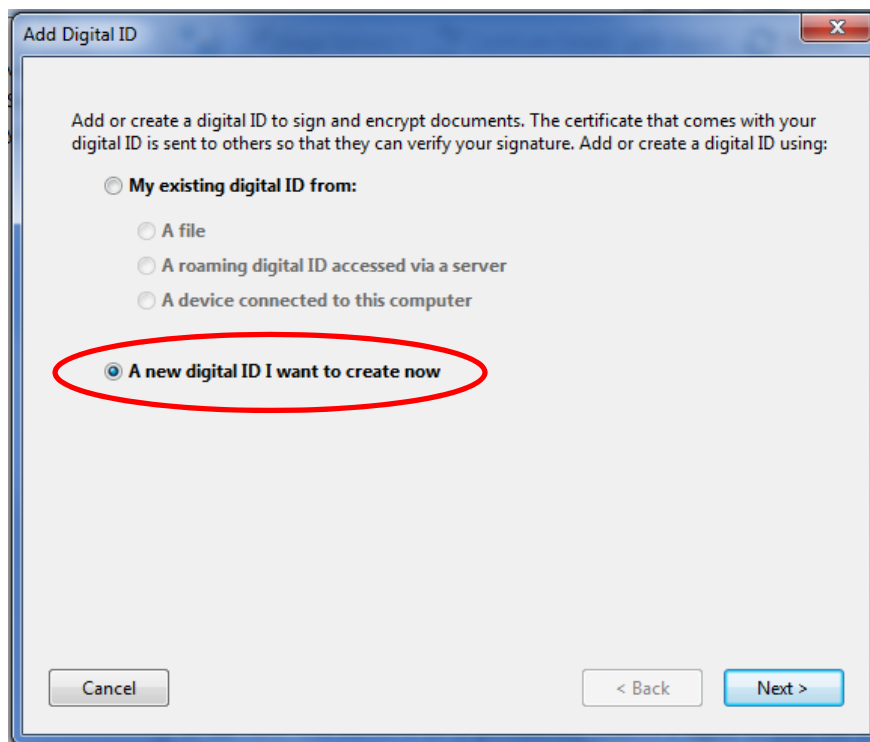 Add Digital ID
Add or create a digital ID to sign and encrypt documents. The certificate that comes with your
digital ID is sent to others so that they can verify your signature. Add or create a digital ID using:
My existing digital ID from:
A file
A roaming digital ID accessed via a server
A device connected to this computer
A new digital ID I want to create now
Cancel
< Back
Next >